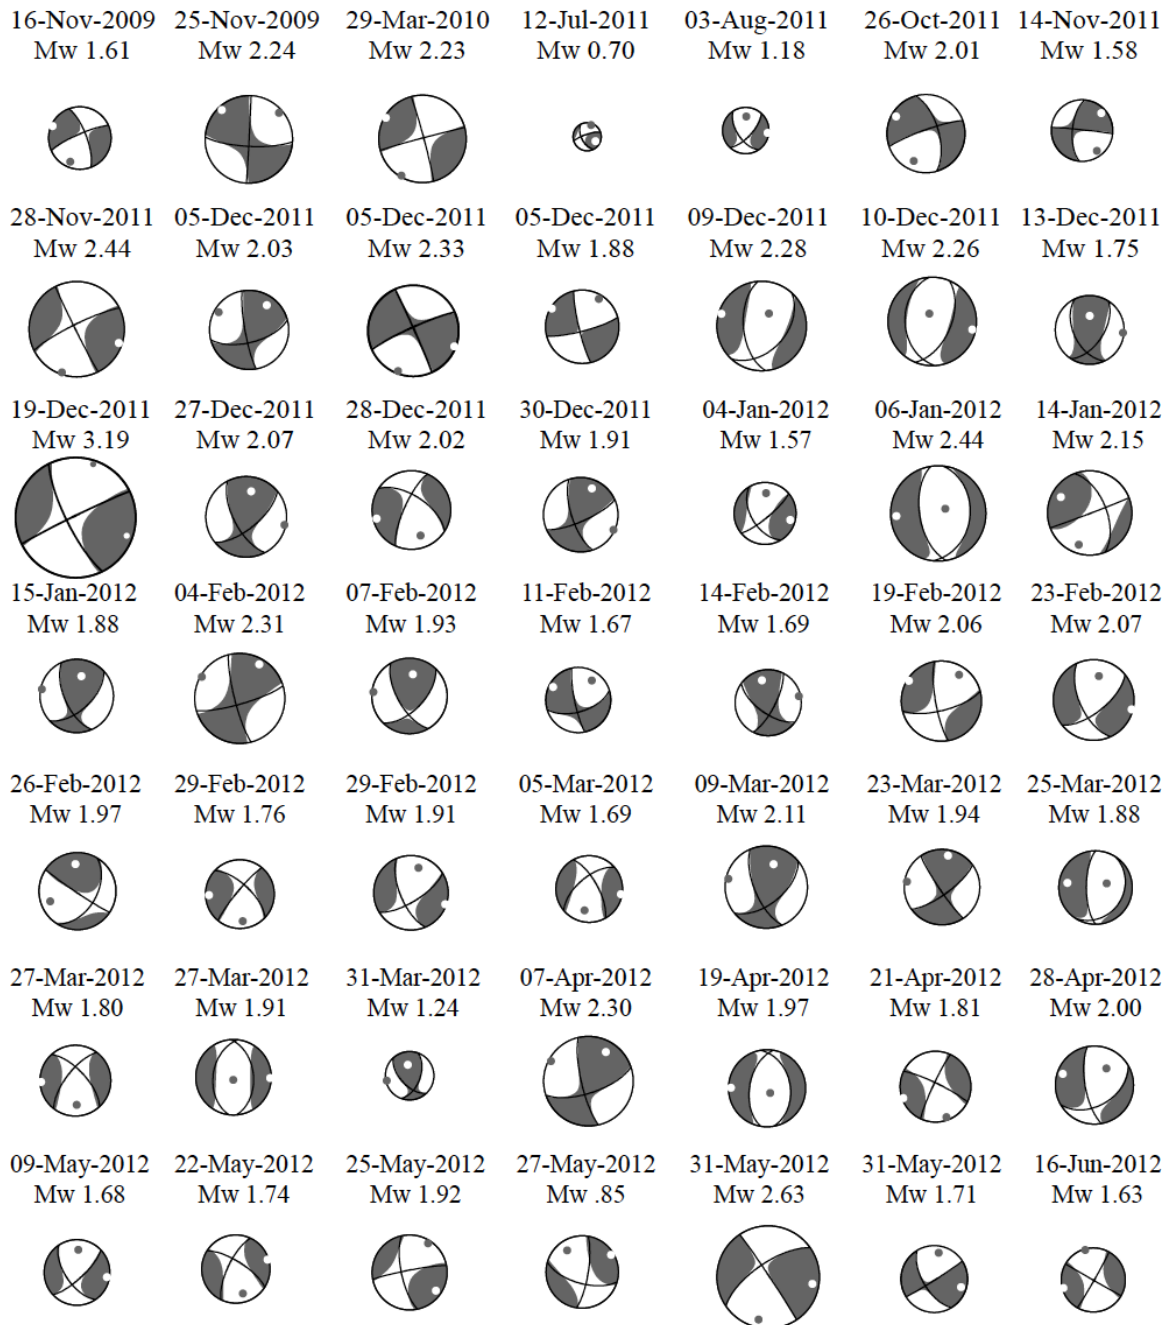 16-Nov-2009 25-Nov-2009 29-Mar-2010 12-Jul-2011 03-Aug-2011 26-Oct-2011 14-Nov-2011
Mw 1.61 Mw 2.24 Mw 2.23 Mw 0.70 Mw 1.18 Mw 2.01 Mw 1.58
28-Nov-2011 05-Dec-2011 05-Dec-2011 05-Dec-2011 09-Dec-2011 10-Dec-2011 13-Dec-2011
Mw 2.44 Mw 2.03 Mw 2.33 Mw 1.88 Mw 2.28 Mw 2.26 Mw 1.75
19-Dec-2011 27-Dec-2011 28-Dec-2011 30-Dec-2011 04-Jan-2012 06-Jan-2012 14-Jan-2012
Mw 3.19 Mw 2.07 Mw 2.02 Mw 1.91 Mw 1.57 Mw 2.44 Mw 2.15
15-Jan-2012 04-Feb-2012 07-Feb-2012 11-Feb-2012 14-Feb-2012 19-Feb-2012 23-Feb-2012
Mw 1.88 Mw 2.31 Mw 1.93 Mw 1.67 Mw 1.69 Mw 2.06 Mw 2.07
26-Feb-2012 29-Feb-2012 29-Feb-2012 05-Mar-2012 09-Mar-2012 23-Mar-2012 25-Mar-2012
Mw 1.97 Mw 1.76 Mw 1.91 Mw 1.69 Mw 2.11 Mw 1.94 Mw 1.88
27-Mar-2012 27-Mar-2012 31-Mar-2012 07-Apr-2012 19-Apr-2012 21-Apr-2012 28-Apr-2012
Mw 1.80 Mw 1.91 Mw 1.24 Mw 2.30 Mw 1.97 Mw 1.81 Mw 2.00
09-May-2012 22-May-2012 25-May-2012 27-May-2012 31-May-2012 31-May-2012 16-Jun-2012
Mw 1.68 Mw 1.74 Mw 1.92 Mw .85 Mw 2.63 Mw 1.71 Mw 1.63